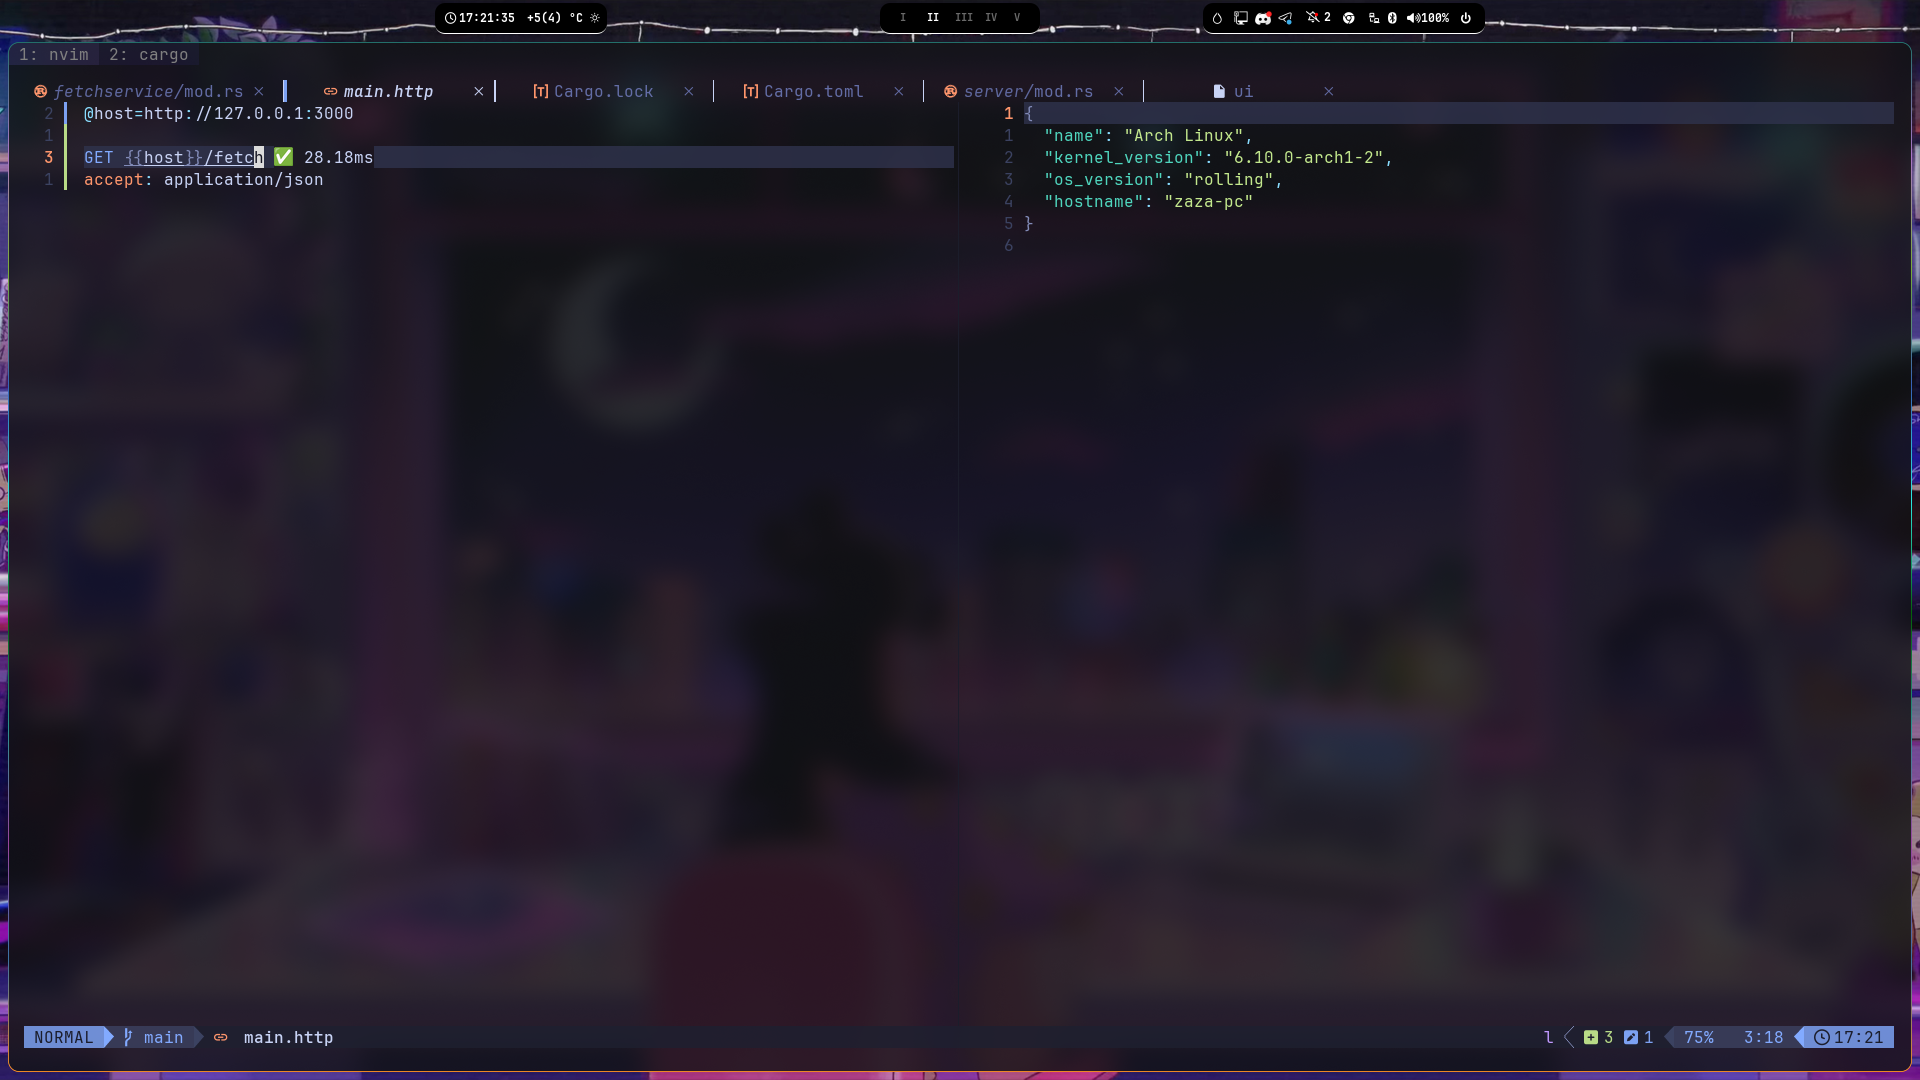 17:21:35 +5(4) °C
I II III IV V
2 100%
1: nvim 2: cargo
fetchservice/mod.rs × main.http × [T] Cargo.lock × [T] Cargo.toml × server/mod.rs × ui ×
2 @host=http://127.0.0.1:3000
1
3 GET {{host}}/fetch ✅ 28.18ms
1 accept: application/json
1 {
1 "name": "Arch Linux",
2 "kernel_version": "6.10.0-arch1-2",
3 "os_version": "rolling",
4 "hostname": "zaza-pc"
5 }
6
NORMAL main main.http l 3 1 75% 3:18 17:21